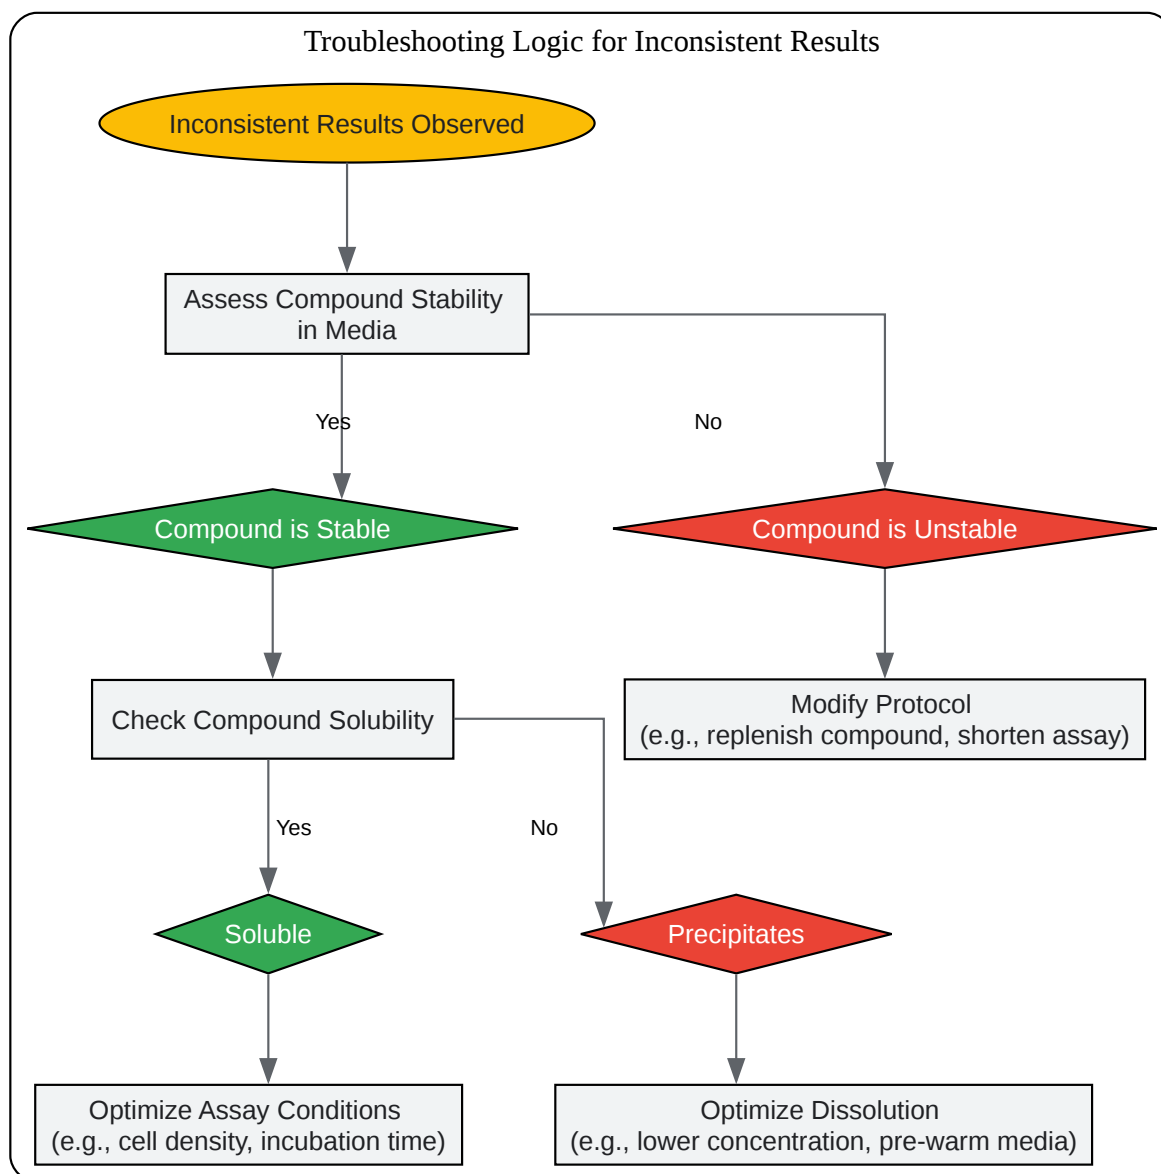 Troubleshooting Logic for Inconsistent Results
Inconsistent Results Observed
Assess Compound Stability
in Media
Yes
No
Compound is Stable
Compound is Unstable
Check Compound Solubility
Modify Protocol
(e.g., replenish compound, shorten assay)
Yes
No
Soluble
Precipitates
Optimize Assay Conditions
(e.g., cell density, incubation time)
Optimize Dissolution
(e.g., lower concentration, pre-warm media)